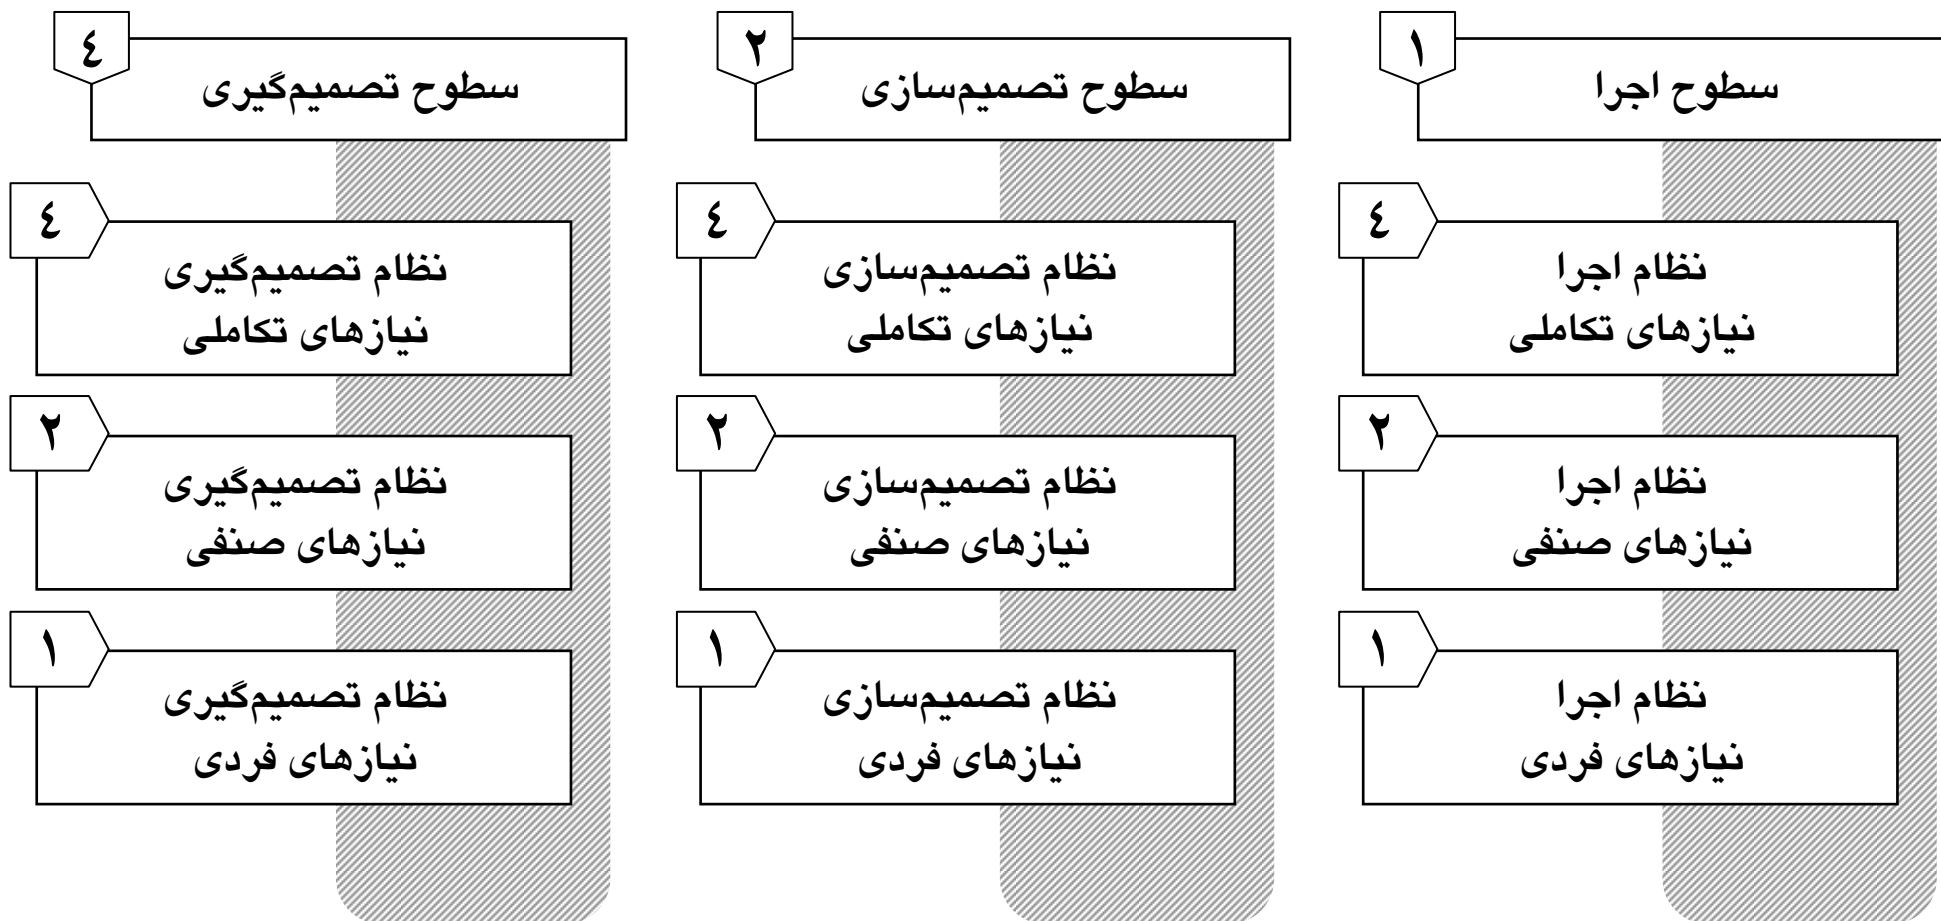 ۱
سطوح اجرا
٤
نظام اجرا
نیازهای تکاملی
۲
نظام اجرا
نیازهای صنفی
۱
نظام اجرا
نیازهای فردی
۲
سطوح تصمیم‌سازی
٤
نظام تصمیم‌سازی
نیازهای تکاملی
۲
نظام تصمیم‌سازی
نیازهای صنفی
۱
نظام تصمیم‌سازی
نیازهای فردی
٤
سطوح تصمیم‌گیری
٤
نظام تصمیم‌گیری
نیازهای تکاملی
۲
نظام تصمیم‌گیری
نیازهای صنفی
۱
نظام تصمیم‌گیری
نیازهای فردی